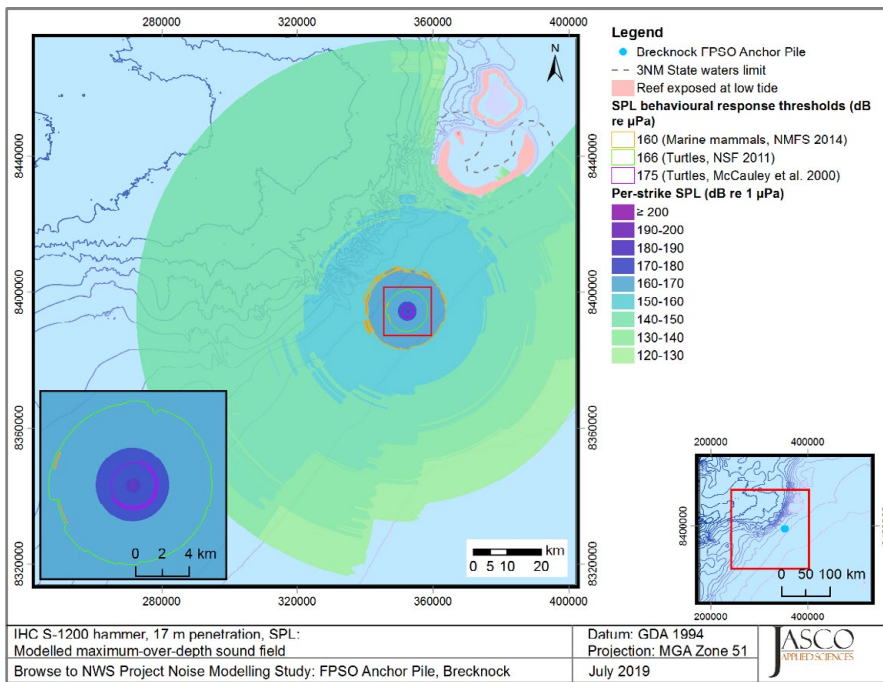 280000
320000
360000
400000
8440000
8400000
8360000
8320000
N
0 2 4 km
km
0 5 10 20
280000
320000
360000
400000
Legend
Brecknock FPSO Anchor Pile
3NM State waters limit
Reef exposed at low tide
SPL behavioural response thresholds (dB
re µPa)
160 (Marine mammals, NMFS 2014)
166 (Turtles, NSF 2011)
175 (Turtles, McCauley et al. 2000)
Per-strike SPL (dB re 1 µPa)
≥ 200
190-200
180-190
170-180
160-170
150-160
140-150
130-140
120-130
200000
400000
8400000
0 50 100 km
200000
400000
IHC S-1200 hammer, 17 m penetration, SPL:
Modelled maximum-over-depth sound field
Browse to NWS Project Noise Modelling Study: FPSO Anchor Pile, Brecknock
Datum: GDA 1994
Projection: MGA Zone 51
July 2019
JASCO
APPLIED SCIENCES